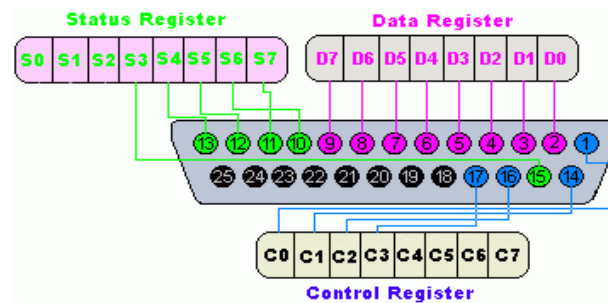 Status Register Data Register
S0 S1 S2 S3 S4 S5 S6 S7 D7 D6 D5 D4 D3 D2 D1 D0
13 12 11 10 9 8 7 6 5 4 3 2 1
25 24 23 22 21 20 19 18 17 16 15 14
C0 C1 C2 C3 C4 C5 C6 C7
Control Register